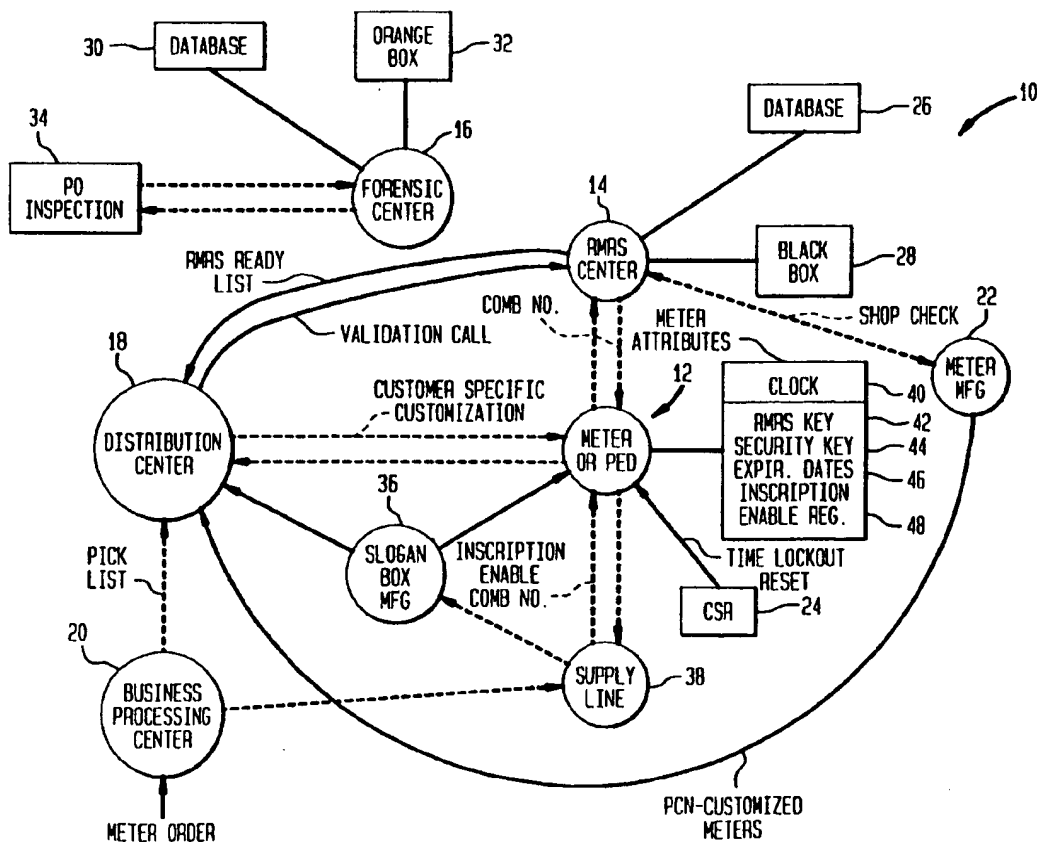 30
DATABASE
ORANGE
BOX
32
DATABASE
26
10
34
16
PO
INSPECTION
FORENSIC
CENTER
14
RMRS
CENTER
BLACK
BOX
28
RMRS READY
LIST
COMB NO.
SHOP CHECK
22
VALIDATION CALL
METER
ATTRIBUTES
METER
MFG
18
12
CLOCK
40
CUSTOMER SPECIFIC
CUSTOMIZATION
DISTRIBUTION
CENTER
METER
OR PED
RMRS KEY
42
SECURITY KEY
44
EXPIR. DATES
46
INSCRIPTION
ENABLE REG.
48
36
SLOGAN
BOX
MFG
INSCRIPTION
ENABLE
COMB NO.
TIME LOCKOUT
RESET
PICK
LIST
CSR
24
20
BUSINESS
PROCESSING
CENTER
SUPPLY
LINE
38
PCN-CUSTOMIZED
METERS
METER ORDER